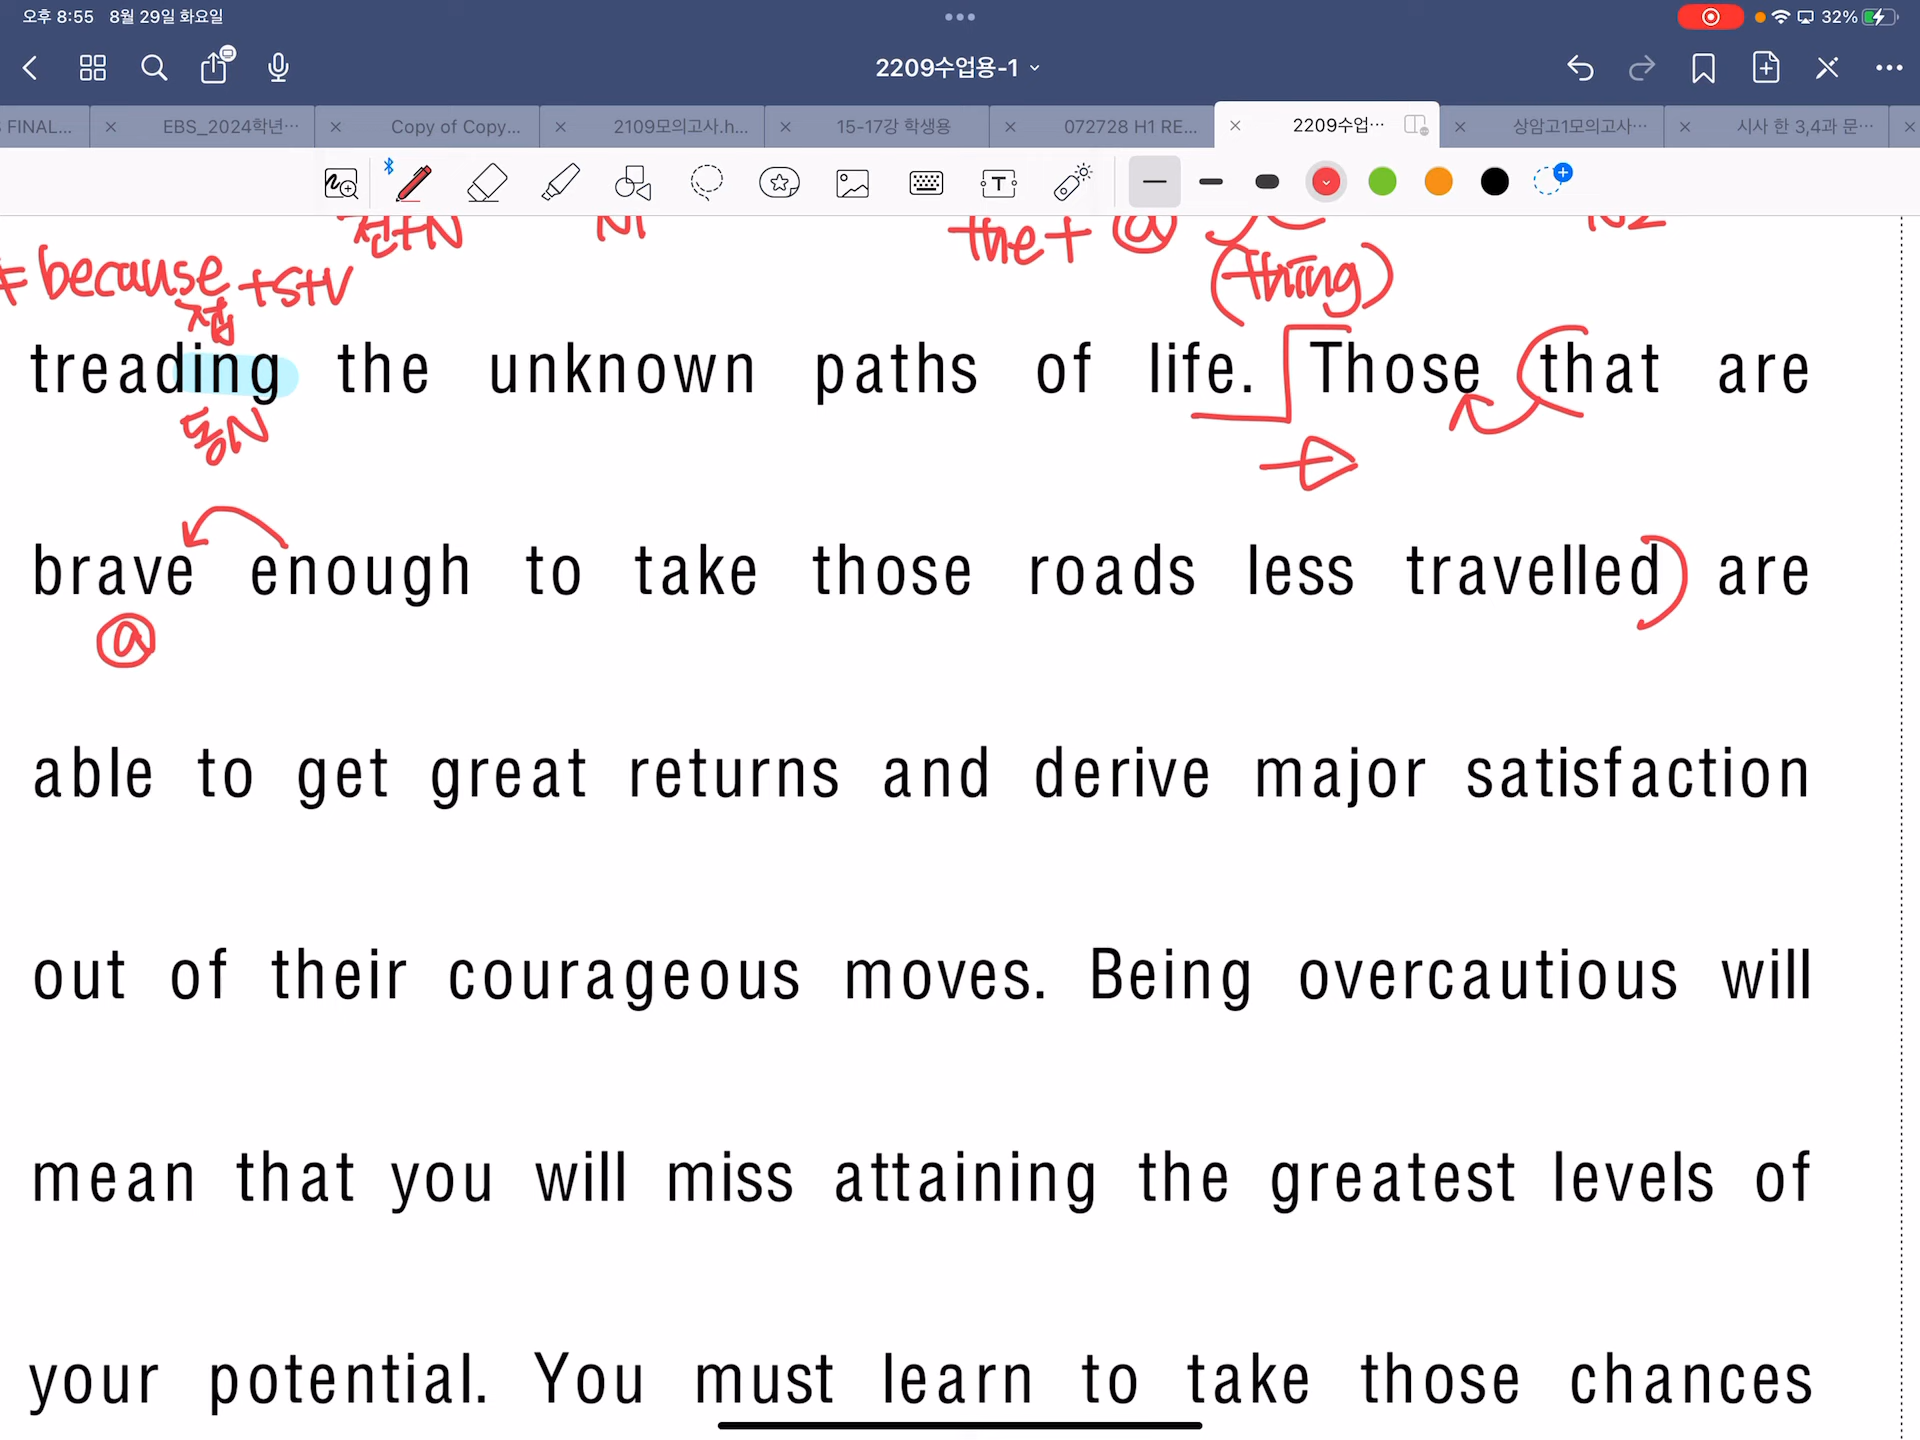 오후 8:55 8월 29일 화요일
32%
2209수업용-1
FINAL...
EBS_2024학년···
Copy of Copy...
2109모의고사.h...
15-17강 학생용
072728 H1 RE...
2209수업···
상암고1모의고사···
시사 한 3,4과 문···
전+N N1 the+ ⓐ N2
(thing)
≠ because +S+V
접
treading the unknown paths of life. Those that are
동N
brave enough to take those roads less travelled) are
ⓐ
able to get great returns and derive major satisfaction
out of their courageous moves. Being overcautious will
mean that you will miss attaining the greatest levels of
your potential. You must learn to take those chances